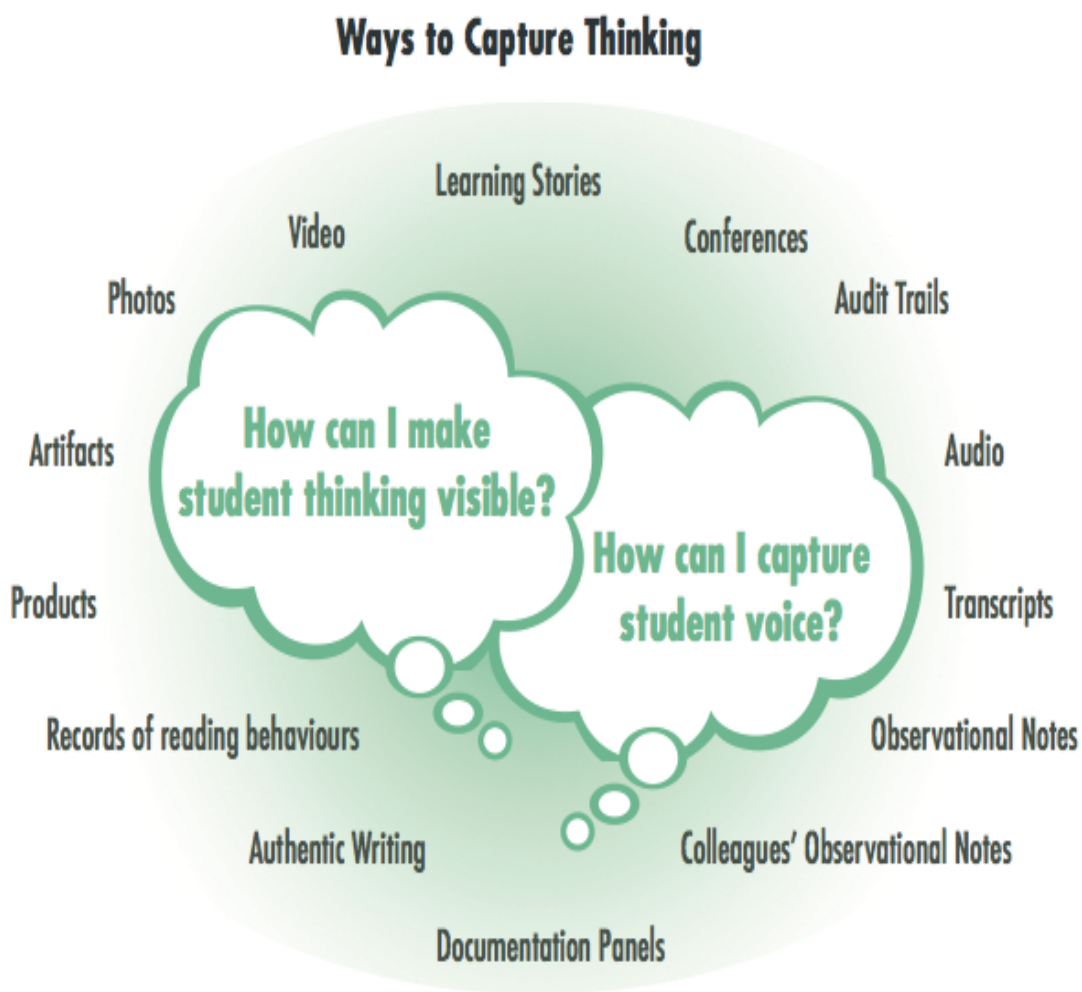 Ways to Capture Thinking
Learning Stories
Video
Conferences
Photos
Audit Trails
How can I make
student thinking visible?
Artifacts
Audio
How can I capture
student voice?
Products
Transcripts
Records of reading behaviours
Observational Notes
Authentic Writing
Colleagues’ Observational Notes
Documentation Panels